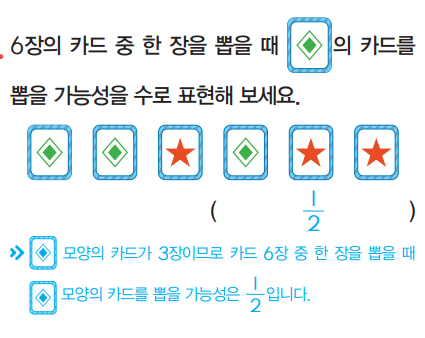 6장의 카드 중 한 장을 뽑을 때 의 카드를
뽑을 가능성을 수로 표현해 보세요.
( 1/2 )
» 모양의 카드가 3장이므로 카드 6장 중 한 장을 뽑을 때
모양의 카드를 뽑을 가능성은 1/2입니다.